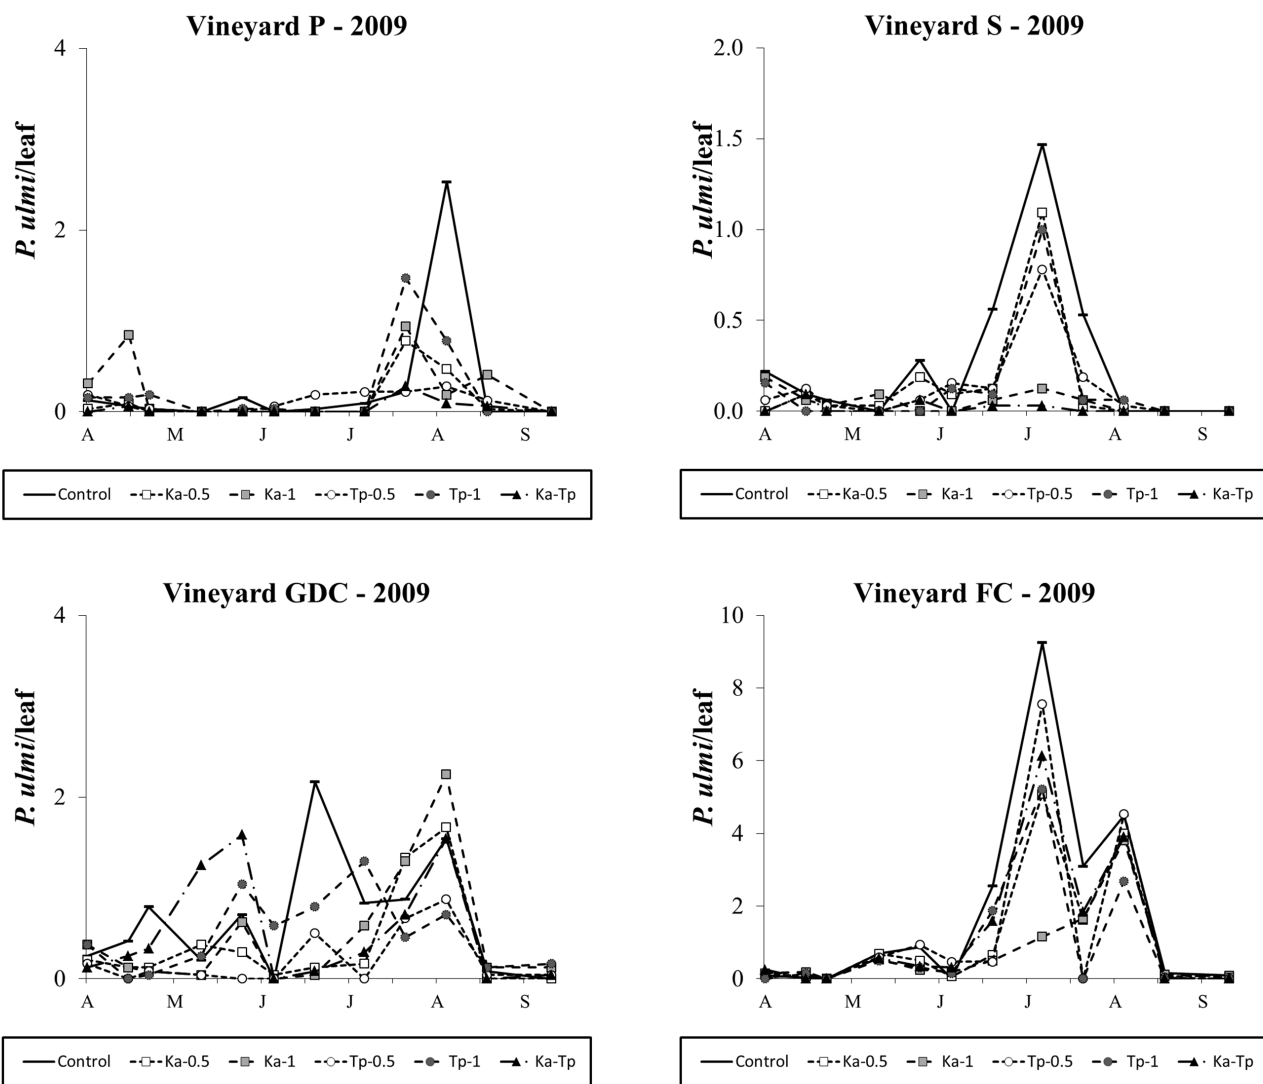 Vineyard P - 2009
P. ulmi/leaf
4
2
0
A M J J A S
Control Ka-0.5 Ka-1 Tp-0.5 Tp-1 Ka-Tp
Vineyard S - 2009
P. ulmi/leaf
2.0
1.5
1.0
0.5
0.0
A M J J A S
Control Ka-0.5 Ka-1 Tp-0.5 Tp-1 Ka-Tp
Vineyard GDC - 2009
P. ulmi/leaf
4
2
0
A M J J A S
Control Ka-0.5 Ka-1 Tp-0.5 Tp-1 Ka-Tp
Vineyard FC - 2009
P. ulmi/leaf
10
8
6
4
2
0
A M J J A S
Control Ka-0.5 Ka-1 Tp-0.5 Tp-1 Ka-Tp